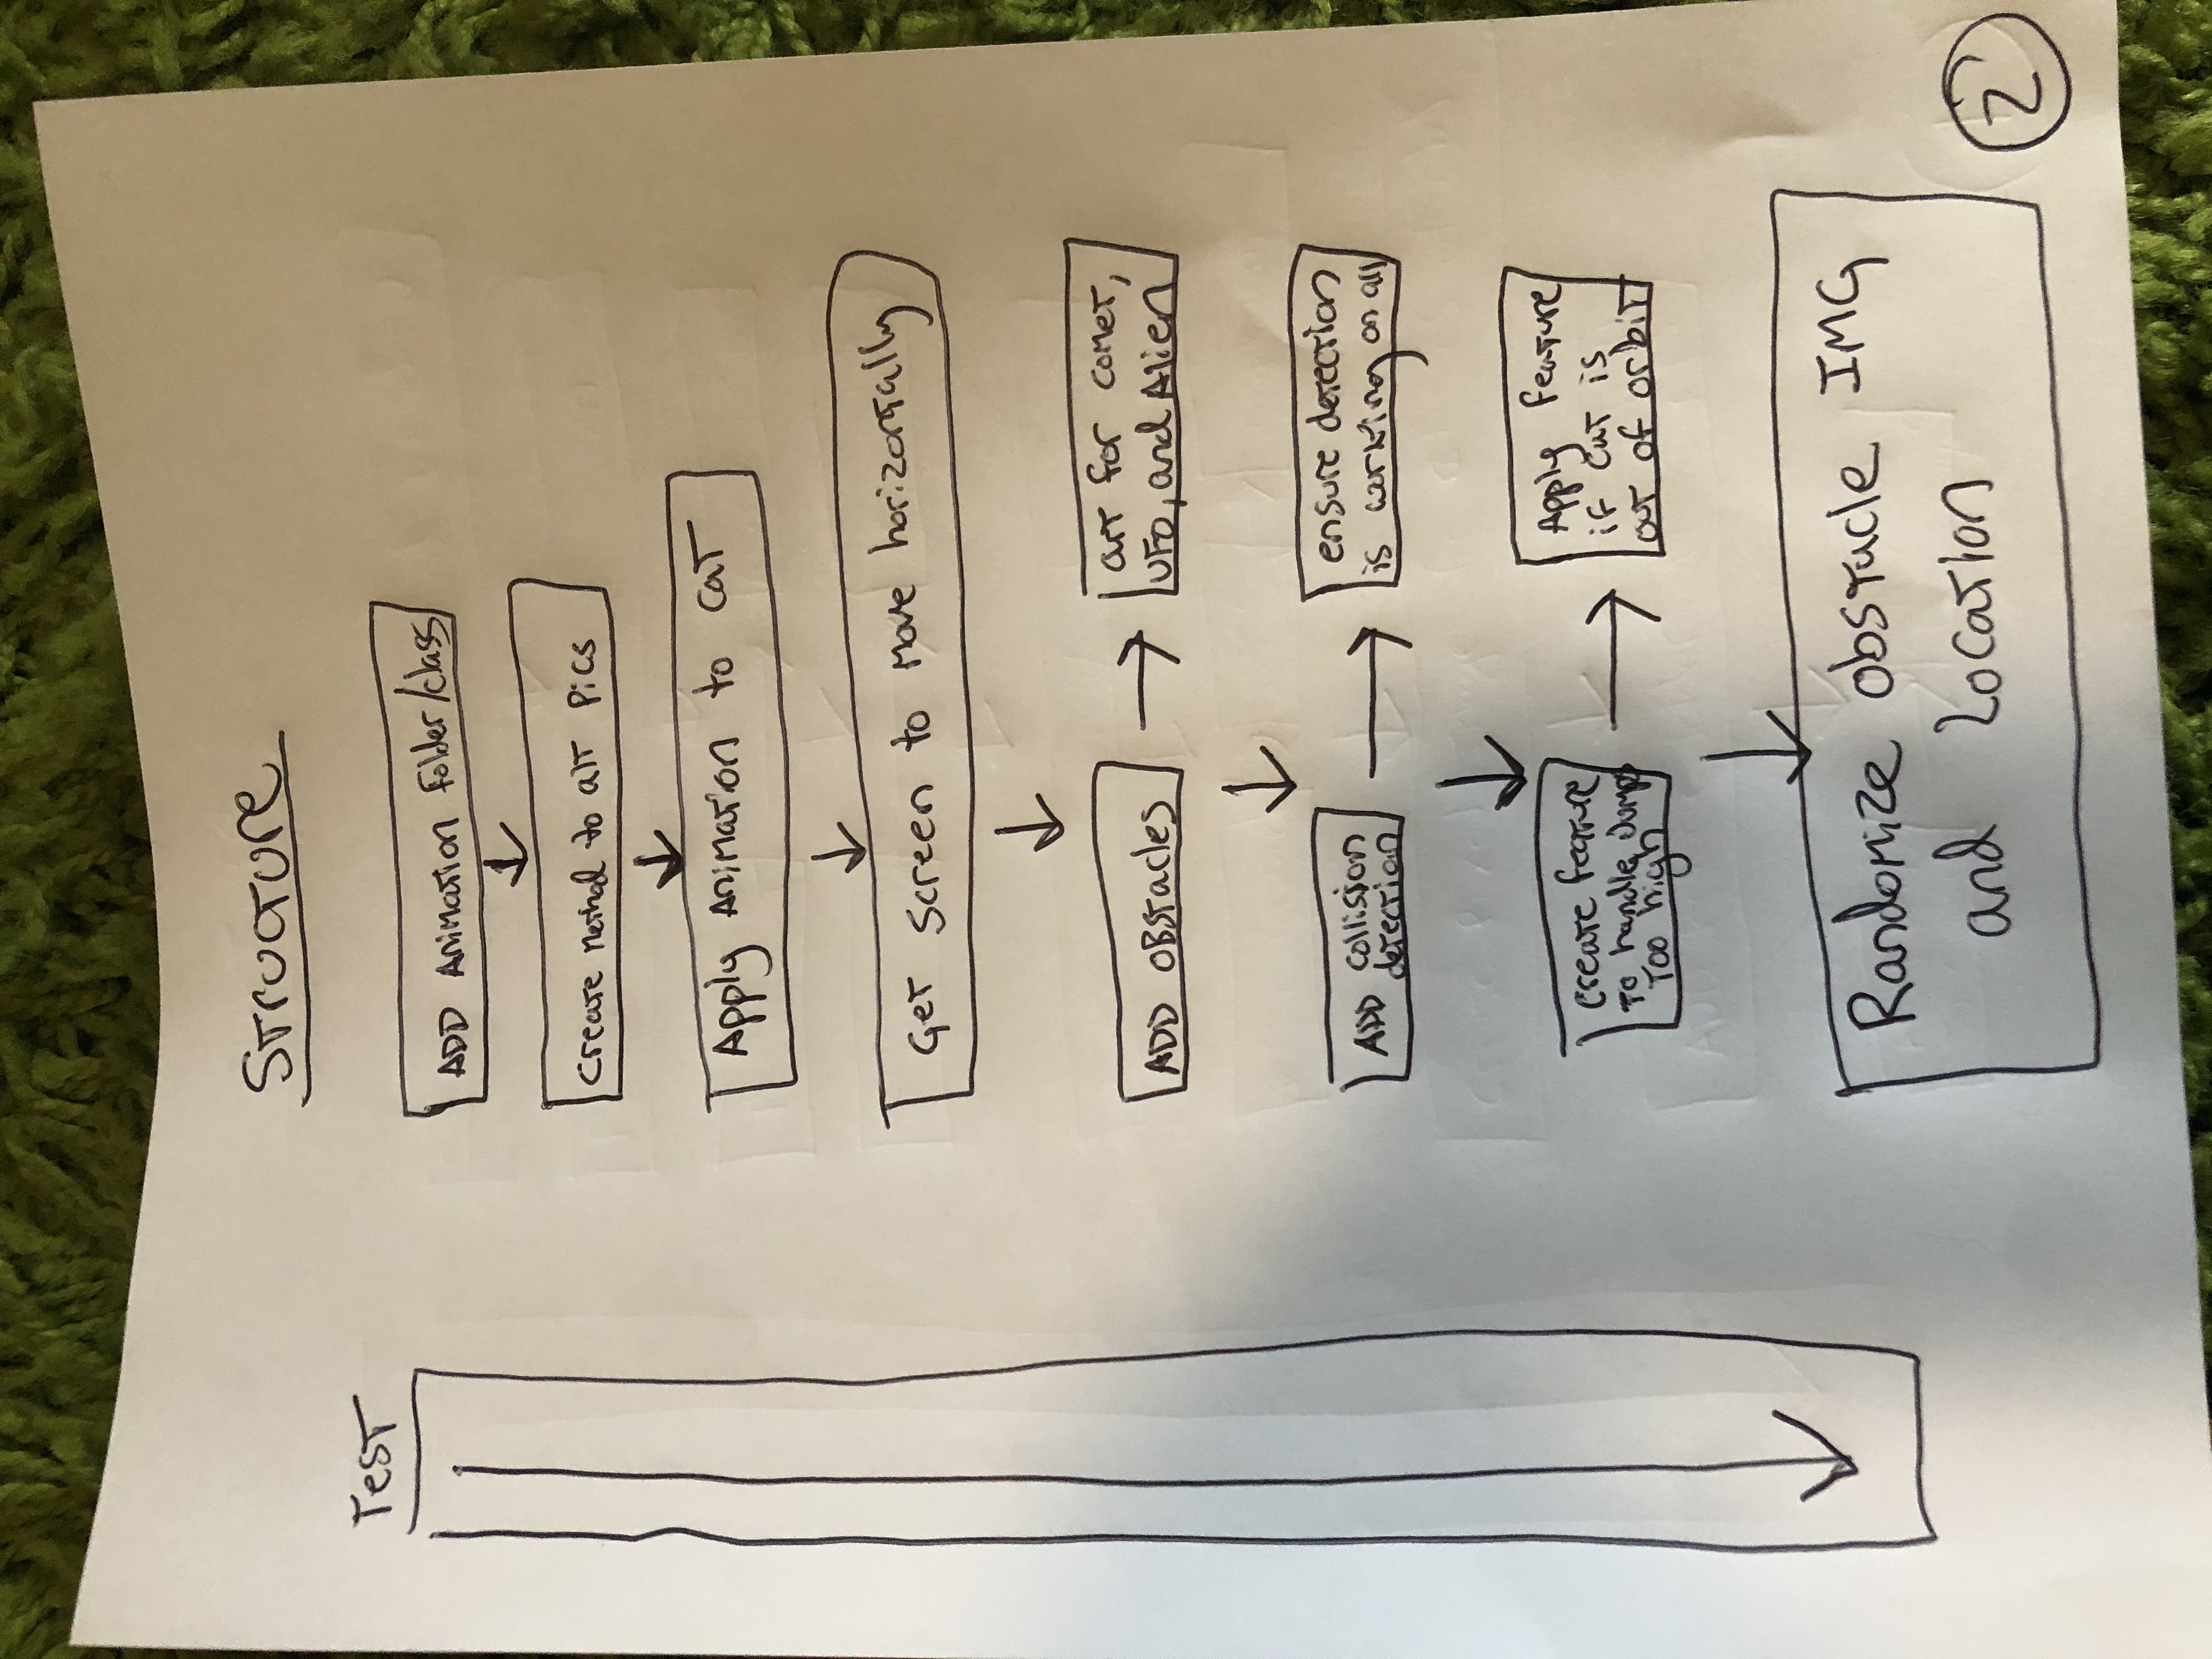 Structure
Test
ADD Animation folder/class
create method to alt pics
Apply Animation to cat
Get screen to move horizontally
ADD obstacles
art for comet,
UFO, and Alien
ADD collision
detection
ensure detection
is working on all
create feature
to handle Jumps
Too high
Apply feature
if cat is
out of orbit
Randomize obstacle IMG
and Location
2